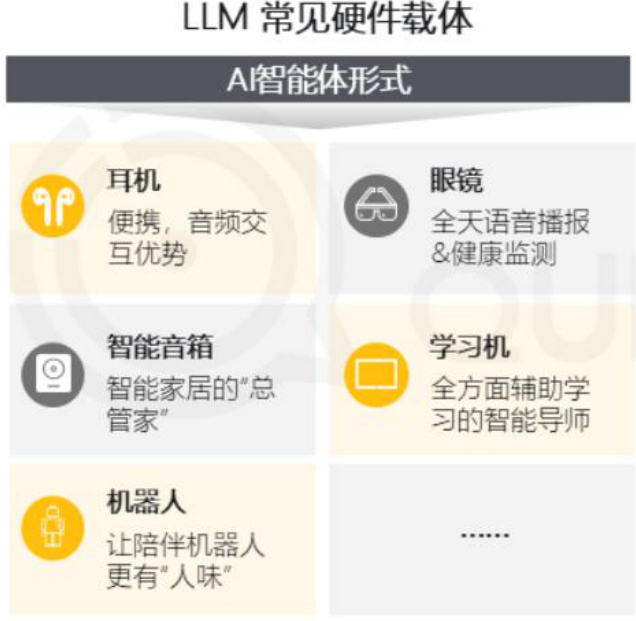 LLM 常见硬件载体
AI智能体形式
耳机
便携，音频交
互优势
眼镜
全天语音播报
&健康监测
智能音箱
智能家居的“总
管家”
学习机
全方面辅助学
习的智能导师
机器人
让陪伴机器人
更有“人味”
……